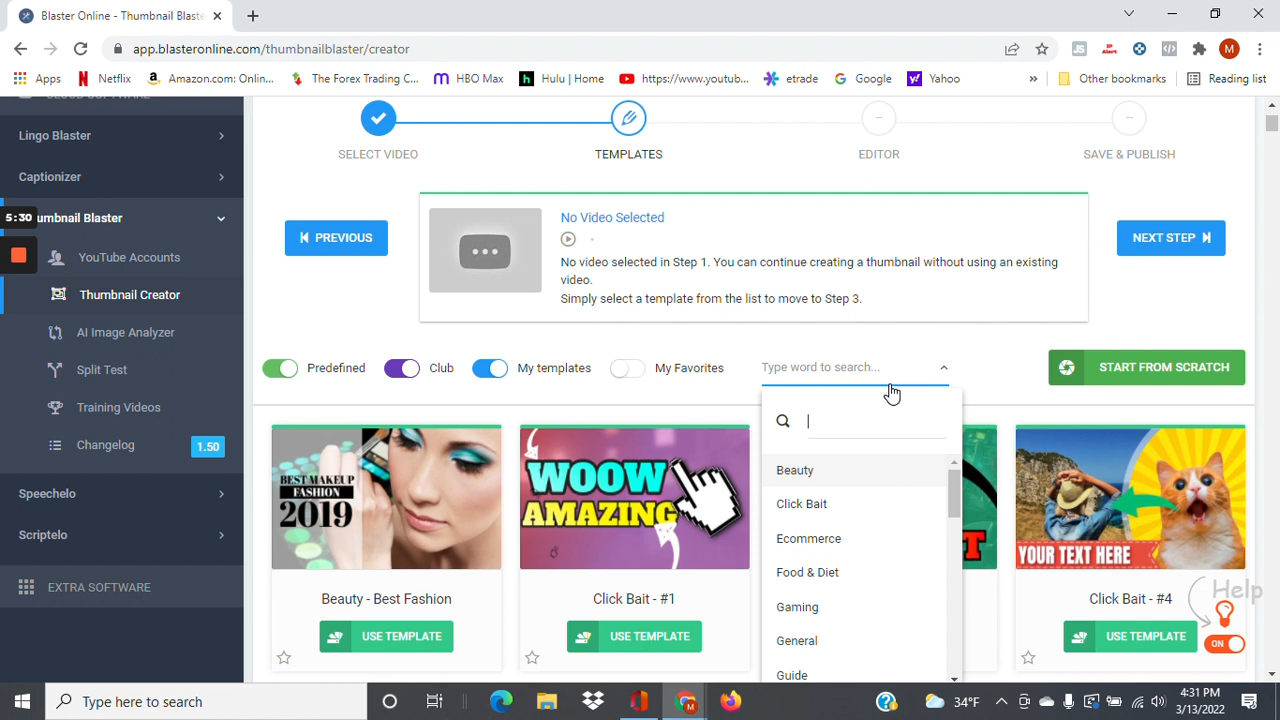 Blaster Online - Thumbnail Blaste
app.blasteronline.com/thumbnailblaster/creator
Apps
Netflix
Amazon.com: Onlin...
The Forex Trading C...
HBO Max
Hulu | Home
https://www.youtub...
etrade
Google
Yahoo
»
Other bookmarks
Reading list
Lingo Blaster
Captionizer
5:30
umbnail Blaster
YouTube Accounts
Thumbnail Creator
AI Image Analyzer
Split Test
Training Videos
Changelog
1.50
Speechelo
Scriptelo
EXTRA SOFTWARE
SELECT VIDEO
TEMPLATES
EDITOR
SAVE & PUBLISH
PREVIOUS
No Video Selected
No video selected in Step 1. You can continue creating a thumbnail without using an existing
video.
Simply select a template from the list to move to Step 3.
NEXT STEP
Predefined
Club
My templates
My Favorites
Type word to search...
START FROM SCRATCH
Beauty
Click Bait
Ecommerce
Food & Diet
Gaming
General
Guide
BEST MAKEUP
FASHION
2019
Beauty - Best Fashion
USE TEMPLATE
WOOW
AMAZING
Click Bait - #1
USE TEMPLATE
YOUR TEXT HERE
Click Bait - #4
USE TEMPLATE
Help
ON
Type here to search
34°F
4:31 PM
3/13/2022